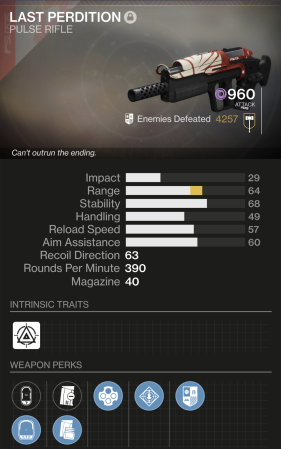 LAST PERDITION
PULSE RIFLE
960
ATTACK
Enemies Defeated 4257
Can't outrun the ending.
Impact 29
Range 64
Stability 68
Handling 49
Reload Speed 57
Aim Assistance 60
Recoil Direction 63
Rounds Per Minute 390
Magazine 40
INTRINSIC TRAITS
WEAPON PERKS